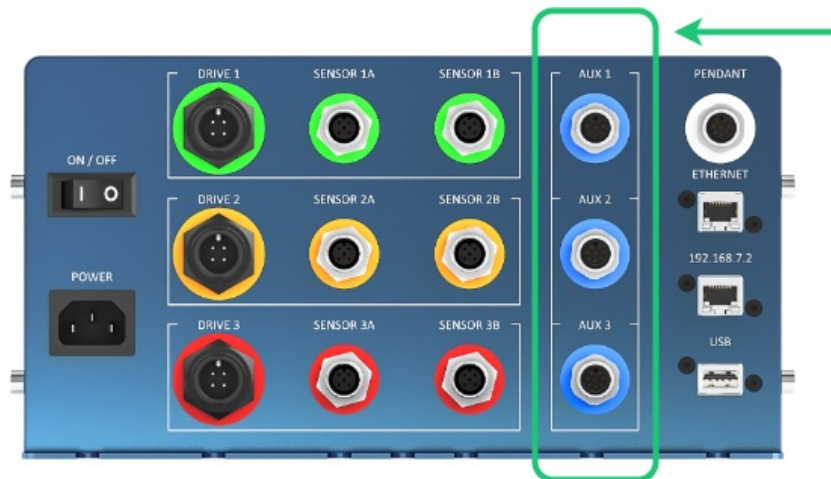 DRIVE 1
SENSOR 1A
SENSOR 1B
AUX 1
PENDANT
ON / OFF
I O
ETHERNET
DRIVE 2
SENSOR 2A
SENSOR 2B
AUX 2
192.168.7.2
POWER
DRIVE 3
SENSOR 3A
SENSOR 3B
AUX 3
USB